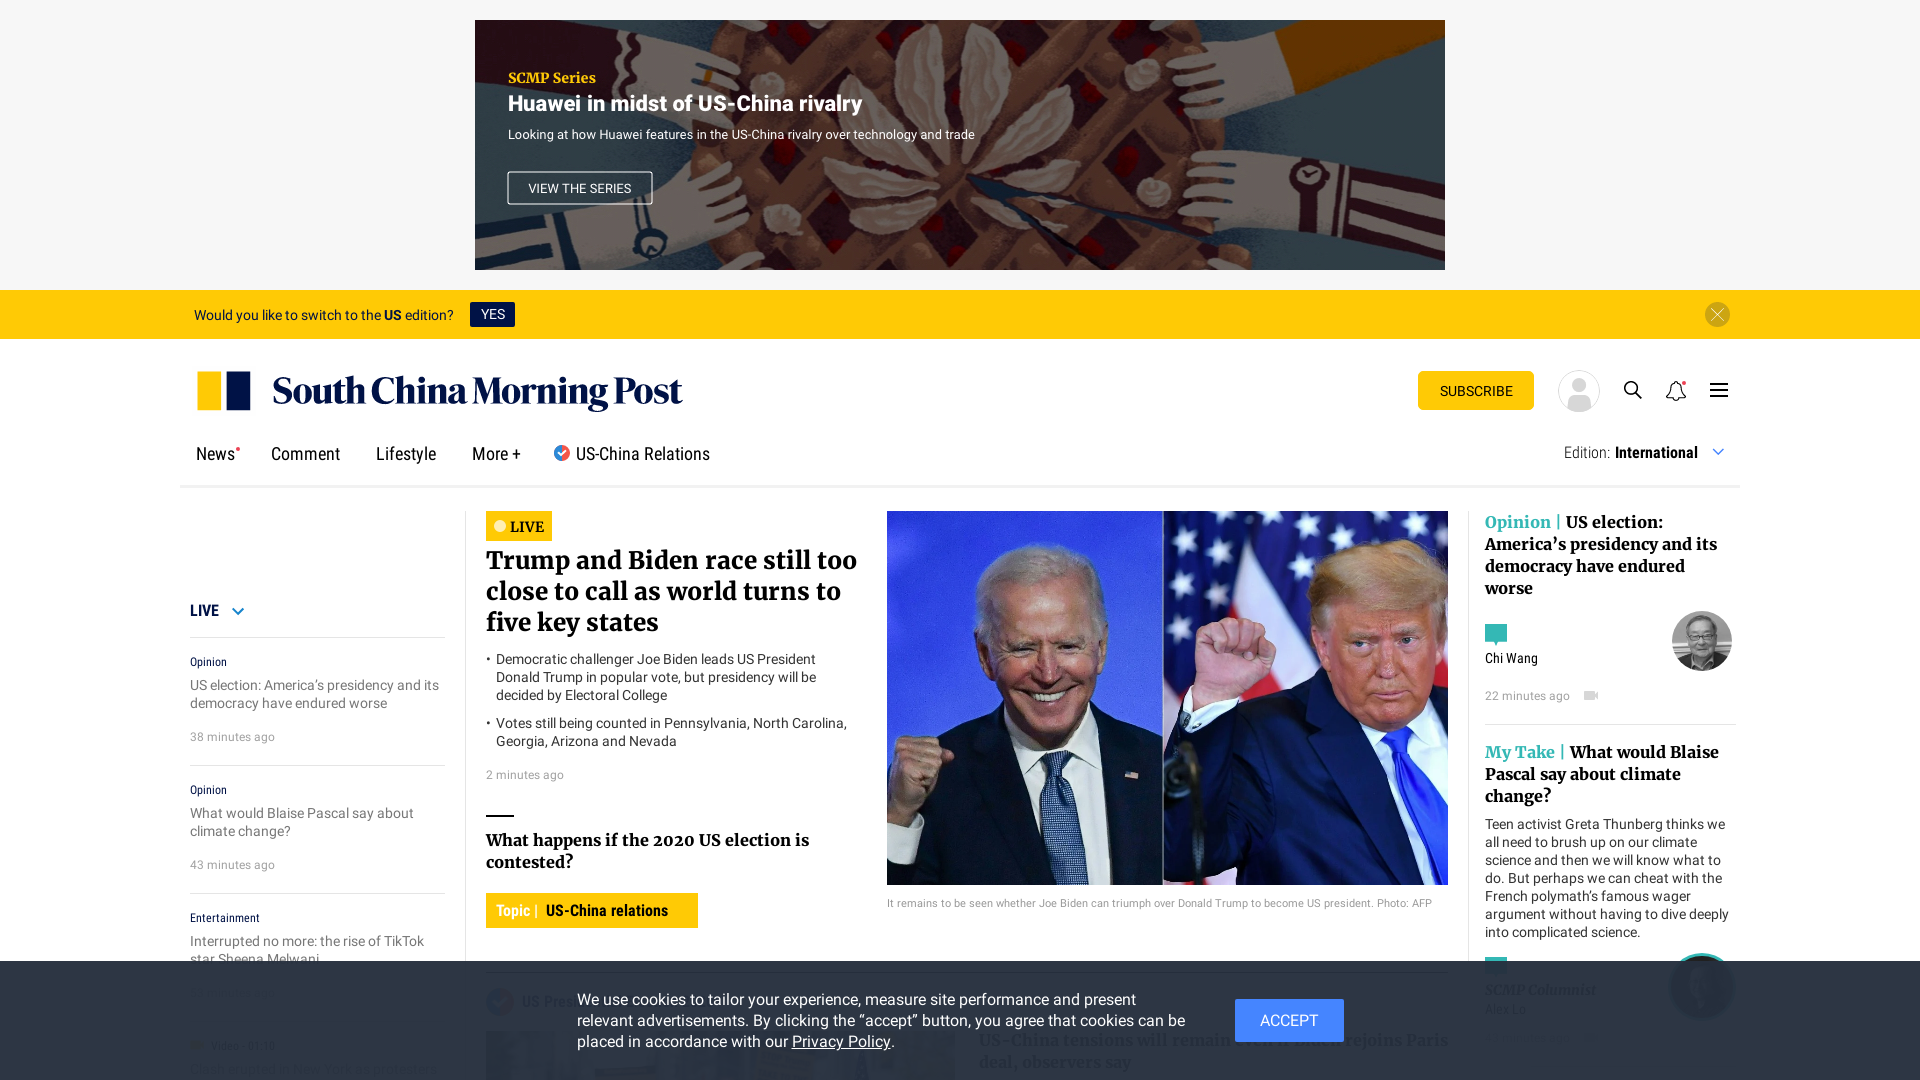 SCMP Series
Huawei in midst of US-China rivalry
Looking at how Huawei features in the US-China rivalry over technology and trade
VIEW THE SERIES
Would you like to switch to the US edition?
YES
South China Morning Post
SUBSCRIBE
News
Comment
Lifestyle
More +
US-China Relations
Edition: International
LIVE
Opinion
US election: America’s presidency and its
democracy have endured worse
38 minutes ago
Opinion
What would Blaise Pascal say about
climate change?
43 minutes ago
Entertainment
Interrupted no more: the rise of TikTok
star Sheena Melwani
LIVE
Trump and Biden race still too
close to call as world turns to
five key states
• Democratic challenger Joe Biden leads US President
Donald Trump in popular vote, but presidency will be
decided by Electoral College
• Votes still being counted in Pennsylvania, North Carolina,
Georgia, Arizona and Nevada
2 minutes ago
What happens if the 2020 US election is
contested?
Topic | US-China relations
It remains to be seen whether Joe Biden can triumph over Donald Trump to become US president. Photo: AFP
Opinion | US election:
America’s presidency and its
democracy have endured
worse
Chi Wang
22 minutes ago
My Take | What would Blaise
Pascal say about climate
change?
Teen activist Greta Thunberg thinks we
all need to brush up on our climate
science and then we will know what to
do. But perhaps we can cheat with the
French polymath’s famous wager
argument without having to dive deeply
into complicated science.
SCMP Columnist
Alex Lo
US-China tensions will remain
rejoins Paris
deal, observers say
We use cookies to tailor your experience, measure site performance and present
relevant advertisements. By clicking the “accept” button, you agree that cookies can be
placed in accordance with our Privacy Policy.
ACCEPT